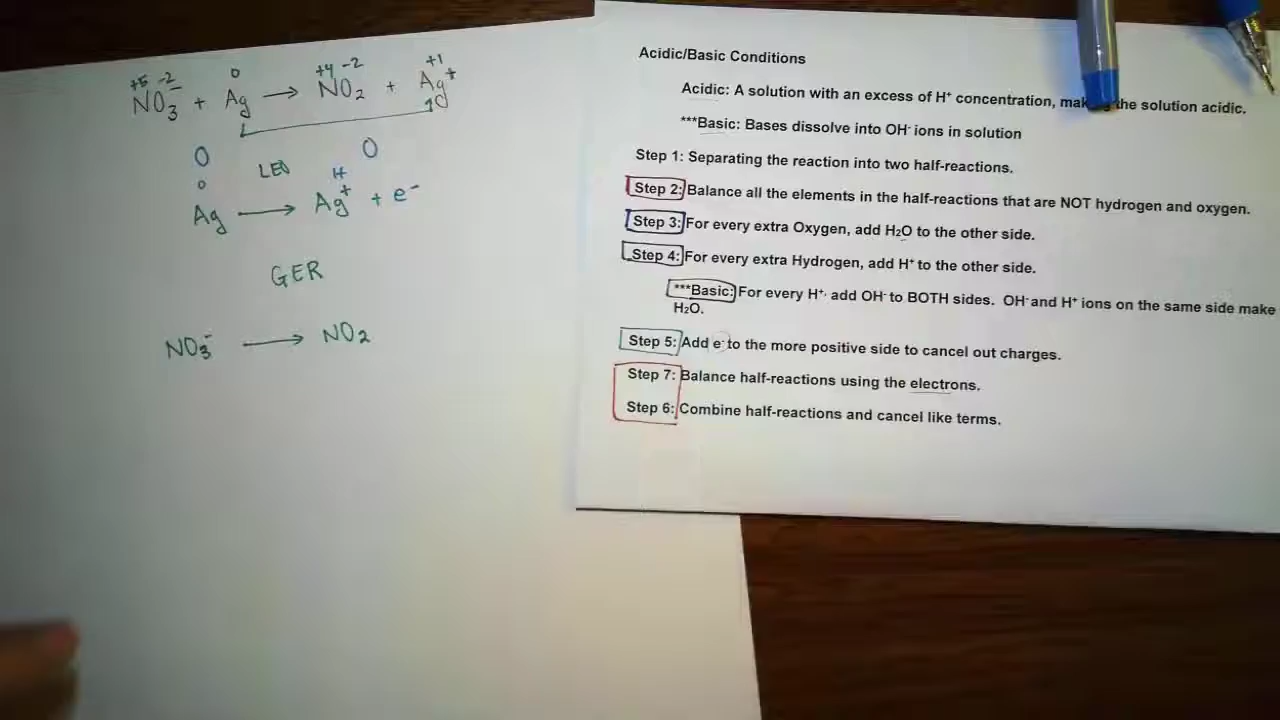 +5 -2 0 +4 -2 +1
NO₃⁻ + Ag → NO₂ + Ag⁺
O LEO O
0 H
Ag → Ag⁺ + e⁻
GER
NO₃⁻ → NO₂
Acidic/Basic Conditions
Acidic: A solution with an excess of H⁺ concentration, the solution acidic.
***Basic: Bases dissolve into OH⁻ ions in solution
Step 1: Separating the reaction into two half-reactions.
Step 2: Balance all the elements in the half-reactions that are NOT hydrogen and oxygen.
Step 3: For every extra Oxygen, add H₂O to the other side.
Step 4: For every extra Hydrogen, add H⁺ to the other side.
***Basic: For every H⁺, add OH⁻ to BOTH sides. OH⁻ and H⁺ ions on the same side make
H₂O.
Step 5: Add e⁻ to the more positive side to cancel out charges.
Step 7: Balance half-reactions using the electrons.
Step 6: Combine half-reactions and cancel like terms.